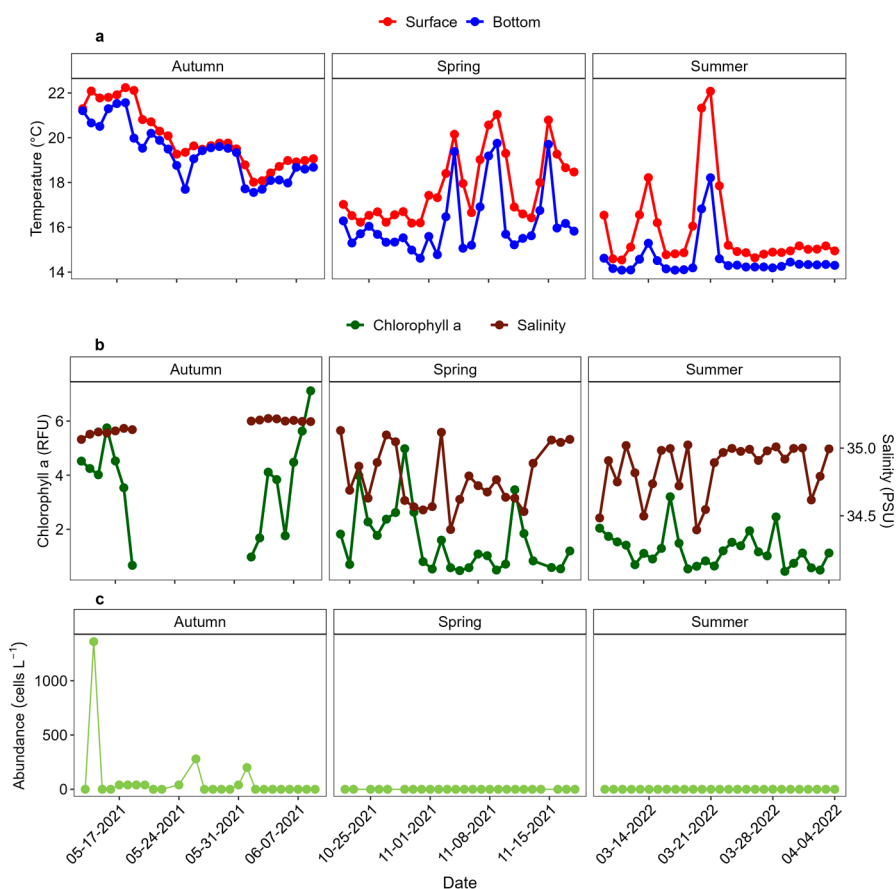 Surface Bottom
a
Autumn Spring Summer
Temperature (°C)
22
20
18
16
14
Chlorophyll a Salinity
b
Autumn Spring Summer
Chlorophyll a (RFU)
6
4
2
Salinity (PSU)
35.0
34.5
c
Autumn Spring Summer
Abundance (cells L⁻¹)
1000
500
0
05-17-2021 05-24-2021 05-31-2021 06-07-2021 10-25-2021 11-01-2021 11-08-2021 11-15-2021 03-14-2022 03-21-2022 03-28-2022 04-04-2022
Date